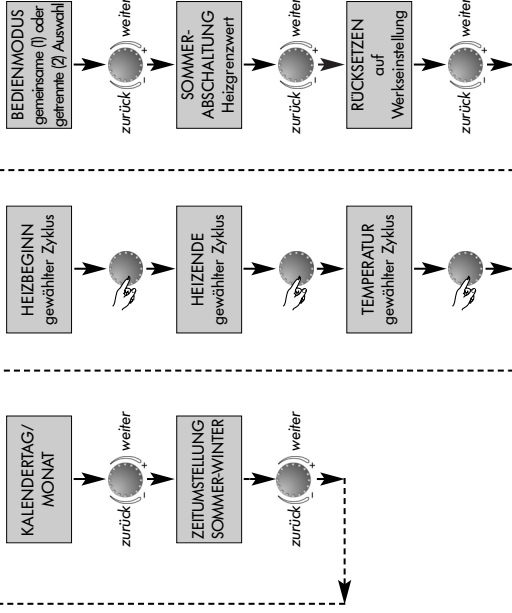 KALENDERTAG/
MONAT
zurück – + weiter
ZEITUMSTELLUNG
SOMMER-WINTER
zurück – + weiter
HEIZBEGINN
gewählter Zyklus
HEIZENDE
gewählter Zyklus
TEMPERATUR
gewählter Zyklus
BEDIENMODUS
gemeinsame (1) oder
getrennte (2) Auswahl
zurück – + weiter
SOMMER-
ABSCHALTUNG
Heizgrenzwert
zurück – + weiter
RÜCKSETZEN
auf
Werkseinstellung
zurück – + weiter